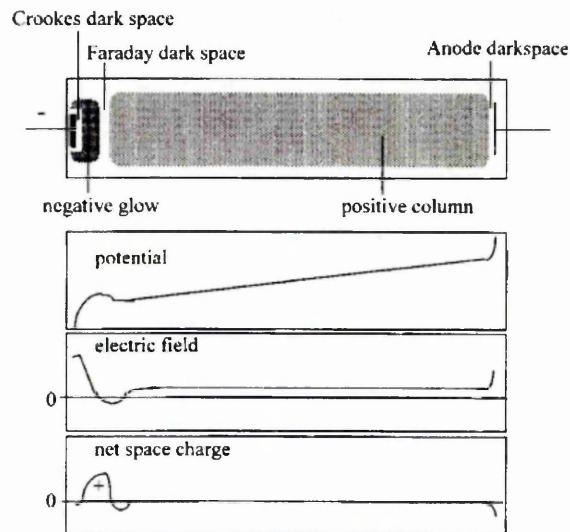 Crookes dark space
Faraday dark space
Anode darkspace
-
negative glow
positive column
potential
electric field
0
net space charge
+
0